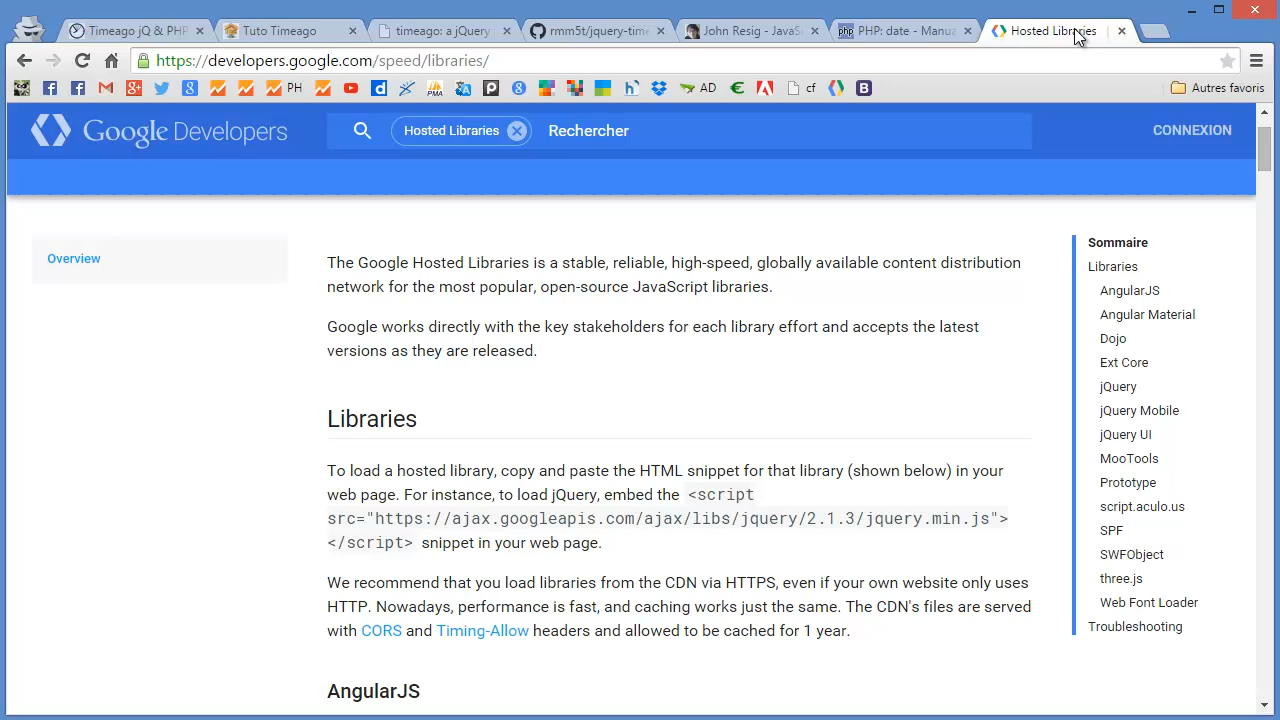 Timeago jQ & PHP
Tuto Timeago
timeago: a jQuery
rmm5t/jquery-time
John Resig - JavaSc
PHP: date - Manua
Hosted Libraries
https://developers.google.com/speed/libraries/
PH
PMA
AD
cf
Autres favoris
Google Developers
Hosted Libraries
Rechercher
CONNEXION
Overview
The Google Hosted Libraries is a stable, reliable, high-speed, globally available content distribution
network for the most popular, open-source JavaScript libraries.
Google works directly with the key stakeholders for each library effort and accepts the latest
versions as they are released.
Libraries
To load a hosted library, copy and paste the HTML snippet for that library (shown below) in your
web page. For instance, to load jQuery, embed the <script
src="https://ajax.googleapis.com/ajax/libs/jquery/2.1.3/jquery.min.js">
</script> snippet in your web page.
We recommend that you load libraries from the CDN via HTTPS, even if your own website only uses
HTTP. Nowadays, performance is fast, and caching works just the same. The CDN's files are served
with CORS and Timing-Allow headers and allowed to be cached for 1 year.
AngularJS
Sommaire
Libraries
AngularJS
Angular Material
Dojo
Ext Core
jQuery
jQuery Mobile
jQuery UI
MooTools
Prototype
script.aculo.us
SPF
SWFObject
three.js
Web Font Loader
Troubleshooting